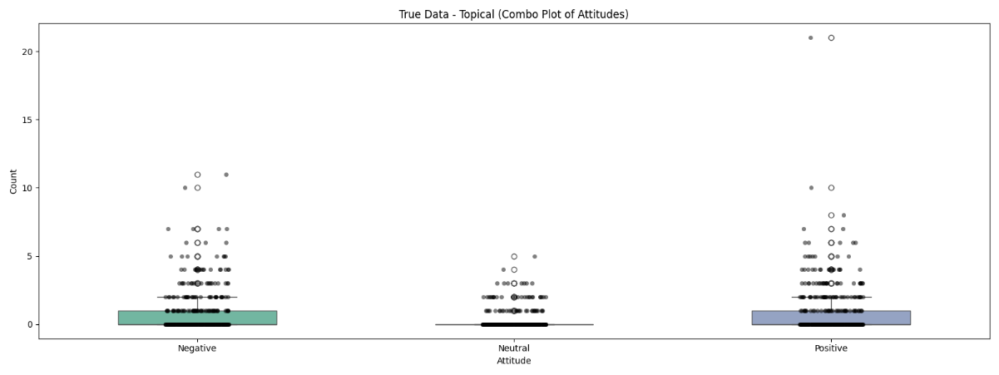 True Data - Topical (Combo Plot of Attitudes)
20
15
10
5
0
Count
Negative
Neutral
Positive
Attitude